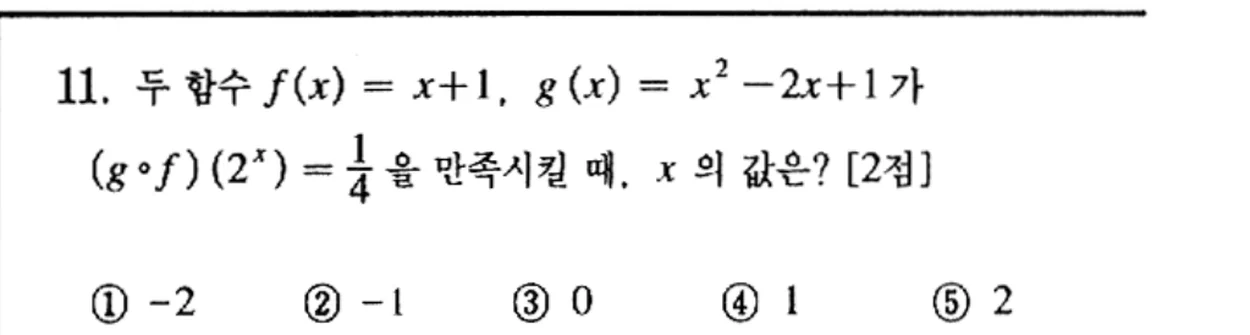 11. 두 함수 f(x) = x+1, g(x) = x² −2x+1가
(g∘f)(2ˣ) = 1/4 을 만족시킬 때, x 의 값은? [2점]
① −2 ② −1 ③ 0 ④ 1 ⑤ 2